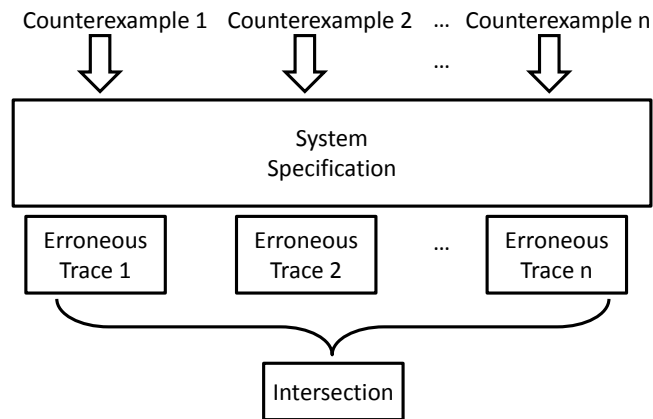 Counterexample 1 Counterexample 2 ... Counterexample n
...
System
Specification
Erroneous
Trace 1
Erroneous
Trace 2
...
Erroneous
Trace n
Intersection